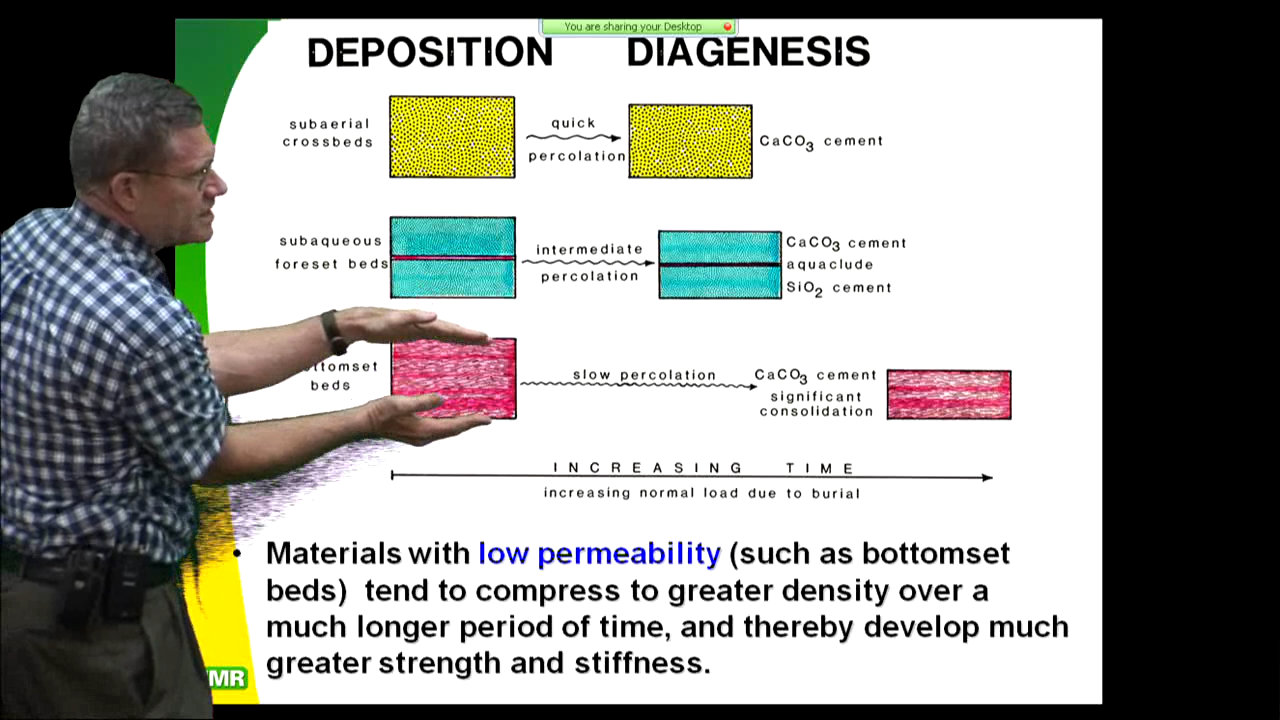 You are sharing your Desktop
DEPOSITION DIAGENESIS
subaerial
crossbeds
quick
percolation
CaCO3 cement
subaqueous
foreset beds
intermediate
percolation
CaCO3 cement
aquaclude
SiO2 cement
ttomset
beds
slow percolation
CaCO3 cement
significant
consolidation
INCREASING TIME
increasing normal load due to burial
• Materials with low permeability (such as bottomset
beds) tend to compress to greater density over a
much longer period of time, and thereby develop much
greater strength and stiffness.
MR